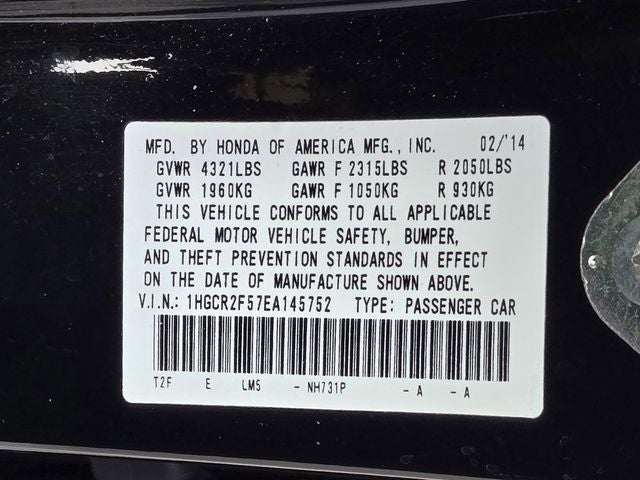 MFD. BY HONDA OF AMERICA MFG., INC. 02/'14
GVWR 4321LBS GAWR F 2315LBS R 2050LBS
GVWR 1960KG GAWR F 1050KG R 930KG
THIS VEHICLE CONFORMS TO ALL APPLICABLE
FEDERAL MOTOR VEHICLE SAFETY, BUMPER,
AND THEFT PREVENTION STANDARDS IN EFFECT
ON THE DATE OF MANUFACTURE SHOWN ABOVE.
V.I.N.: 1HGCR2F57EA145752 TYPE: PASSENGER CAR
T2F E LM5 - NH731P - A - A